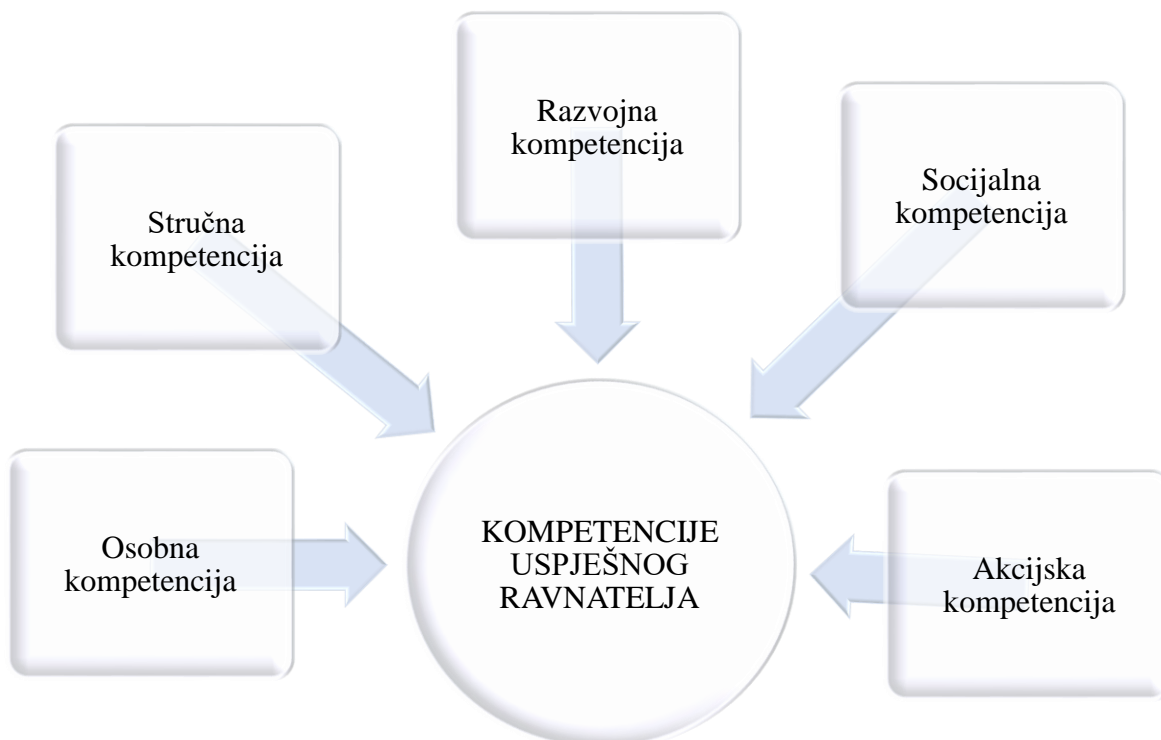 Razvojna
kompetencija
Socijalna
kompetencija
Stručna
kompetencija
Osobna
kompetencija
KOMPETENCIJE
USPJEŠNOG
RAVNATELJA
Akcijska
kompetencija